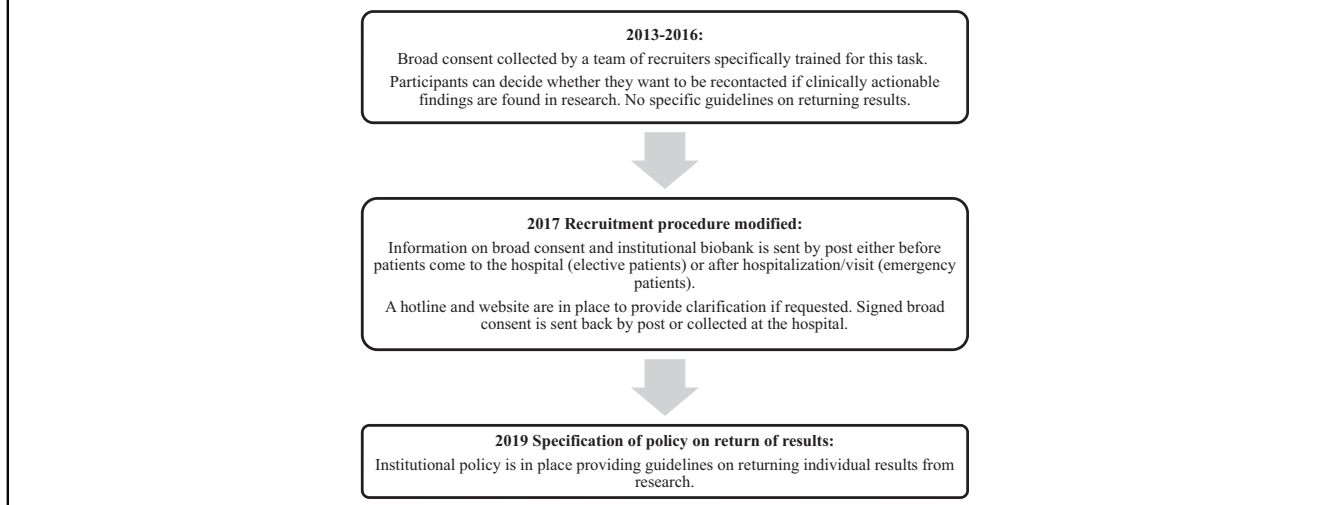 2013-2016:
Broad consent collected by a team of recruiters specifically trained for this task.
Participants can decide whether they want to be recontacted if clinically actionable
findings are found in research. No specific guidelines on returning results.
2017 Recruitment procedure modified:
Information on broad consent and institutional biobank is sent by post either before
patients come to the hospital (elective patients) or after hospitalization/visit (emergency
patients).
A hotline and website are in place to provide clarification if requested. Signed broad
consent is sent back by post or collected at the hospital.
2019 Specification of policy on return of results:
Institutional policy is in place providing guidelines on returning individual results from
research.